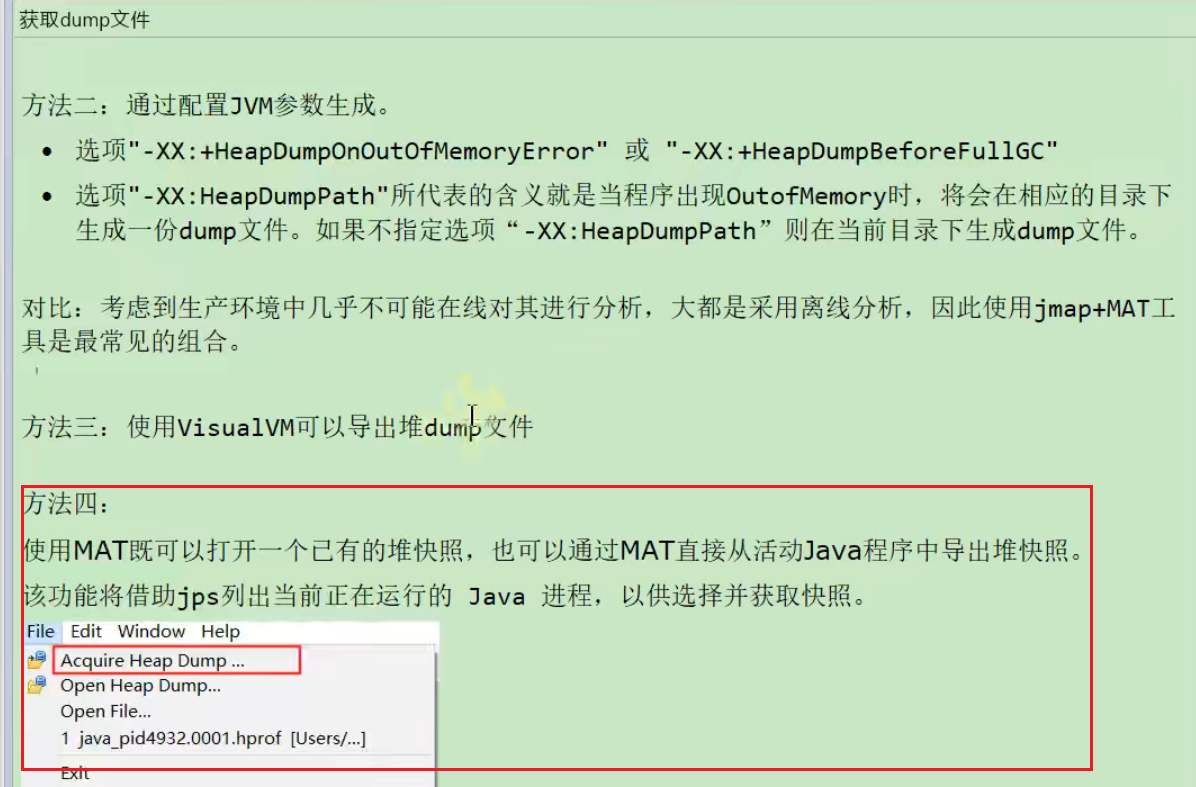 获取dump文件
方法二：通过配置JVM参数生成。
• 选项"-XX:+HeapDumpOnOutOfMemoryError" 或 "-XX:+HeapDumpBeforeFullGC"
• 选项"-XX:HeapDumpPath"所代表的含义就是当程序出现OutofMemory时，将会在相应的目录下
生成一份dump文件。如果不指定选项“-XX:HeapDumpPath”则在当前目录下生成dump文件。
对比：考虑到生产环境中几乎不可能在线对其进行分析，大都是采用离线分析，因此使用jmap+MAT工
具是最常见的组合。
方法三：使用VisualVM可以导出堆dump文件
方法四：
使用MAT既可以打开一个已有的堆快照，也可以通过MAT直接从活动Java程序中导出堆快照。
该功能将借助jps列出当前正在运行的 Java 进程，以供选择并获取快照。
File Edit Window Help
Acquire Heap Dump ...
Open Heap Dump...
Open File...
1 java_pid4932.0001.hprof [Users/...]
Exit